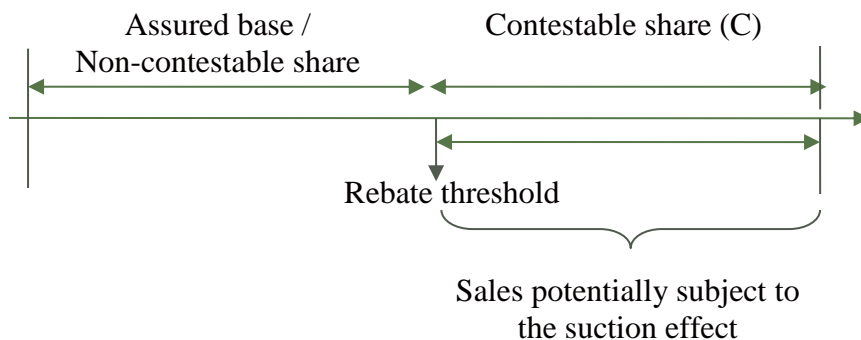 Assured base /
Non-contestable share
Contestable share (C)
Rebate threshold
Sales potentially subject to
the suction effect